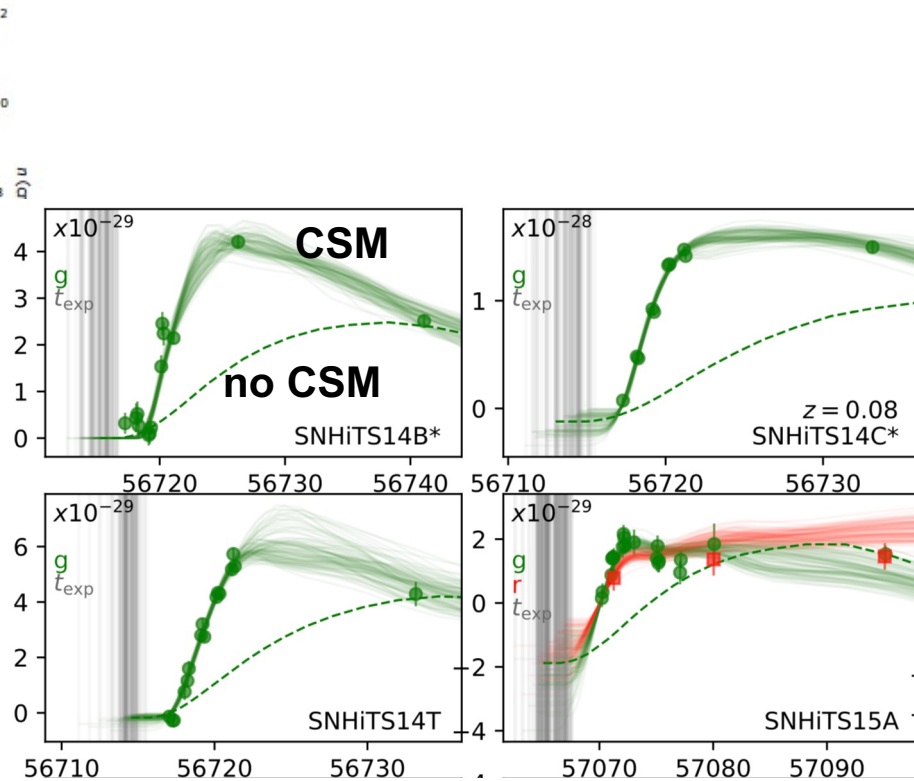 2
0
n(d
x10⁻²⁹
g
t_exp
CSM
no CSM
SNHiTS14B*
4
3
2
1
0
56720 56730 56740
x10⁻²⁸
g
t_exp
z = 0.08
SNHiTS14C*
1
0
56710 56720 56730
x10⁻²⁹
g
t_exp
SNHiTS14T
6
4
2
0
56710 56720 56730
x10⁻²⁹
g
r
t_exp
SNHiTS15A
2
0
−2
−4
57070 57080 57090